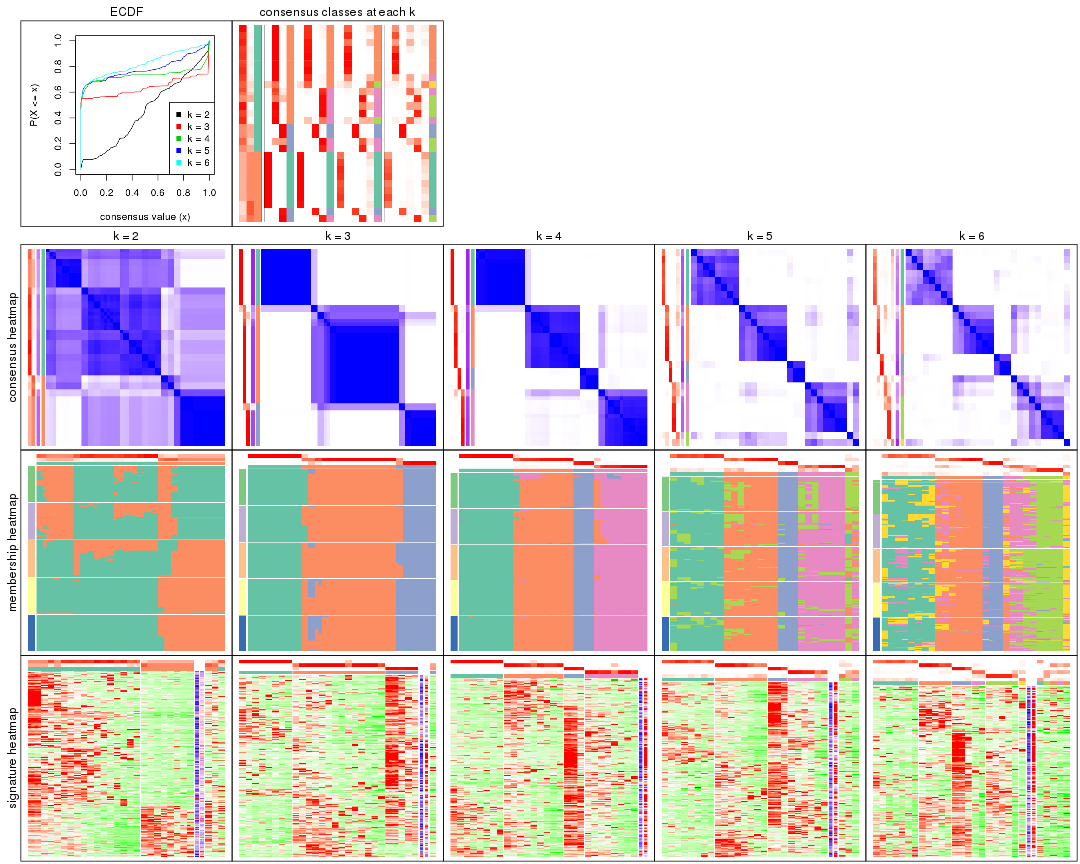 ECDF
consensus classes at each k
P(X <= x)
0.0 0.2 0.4 0.6 0.8 1.0
k = 2
k = 3
k = 4
k = 5
k = 6
0.0 0.2 0.4 0.6 0.8 1.0
consensus value (x)
k = 2 k = 3 k = 4 k = 5 k = 6
consensus heatmap
membership heatmap
signature heatmap